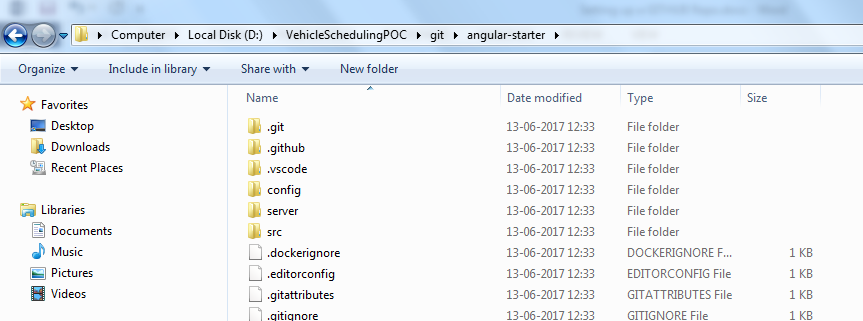 Computer ▸ Local Disk (D:) ▸ VehicleSchedulingPOC ▸ git ▸ angular-starter ▸
Organize ▾ Include in library ▾ Share with ▾ New folder
Favorites
Desktop
Downloads
Recent Places
Libraries
Documents
Music
Pictures
Videos
Name Date modified Type Size
.git 13-06-2017 12:33 File folder
.github 13-06-2017 12:33 File folder
.vscode 13-06-2017 12:33 File folder
config 13-06-2017 12:33 File folder
server 13-06-2017 12:33 File folder
src 13-06-2017 12:33 File folder
.dockerignore 13-06-2017 12:33 DOCKERIGNORE F... 1 KB
.editorconfig 13-06-2017 12:33 EDITORCONFIG File 1 KB
.gitattributes 13-06-2017 12:33 GITATTRIBUTES File 1 KB
.gitignore 13-06-2017 12:33 GITIGNORE File 1 KB